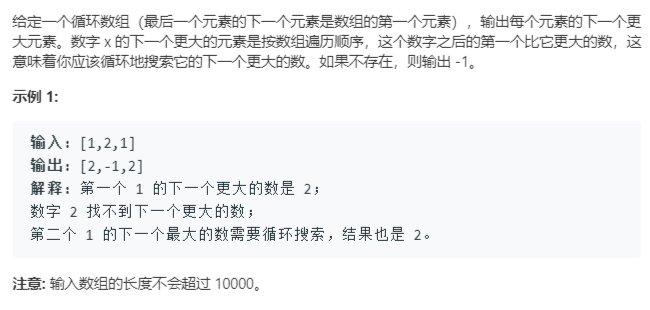 给定一个循环数组（最后一个元素的下一个元素是数组的第一个元素），输出每个元素的下一个更
大元素。数字 x 的下一个更大的元素是按数组遍历顺序，这个数字之后的第一个比它更大的数，这
意味着你应该循环地搜索它的下一个更大的数。如果不存在，则输出 -1。
示例 1:
输入: [1,2,1]
输出: [2,-1,2]
解释: 第一个 1 的下一个更大的数是 2；
数字 2 找不到下一个更大的数；
第二个 1 的下一个最大的数需要循环搜索，结果也是 2。
注意: 输入数组的长度不会超过 10000。